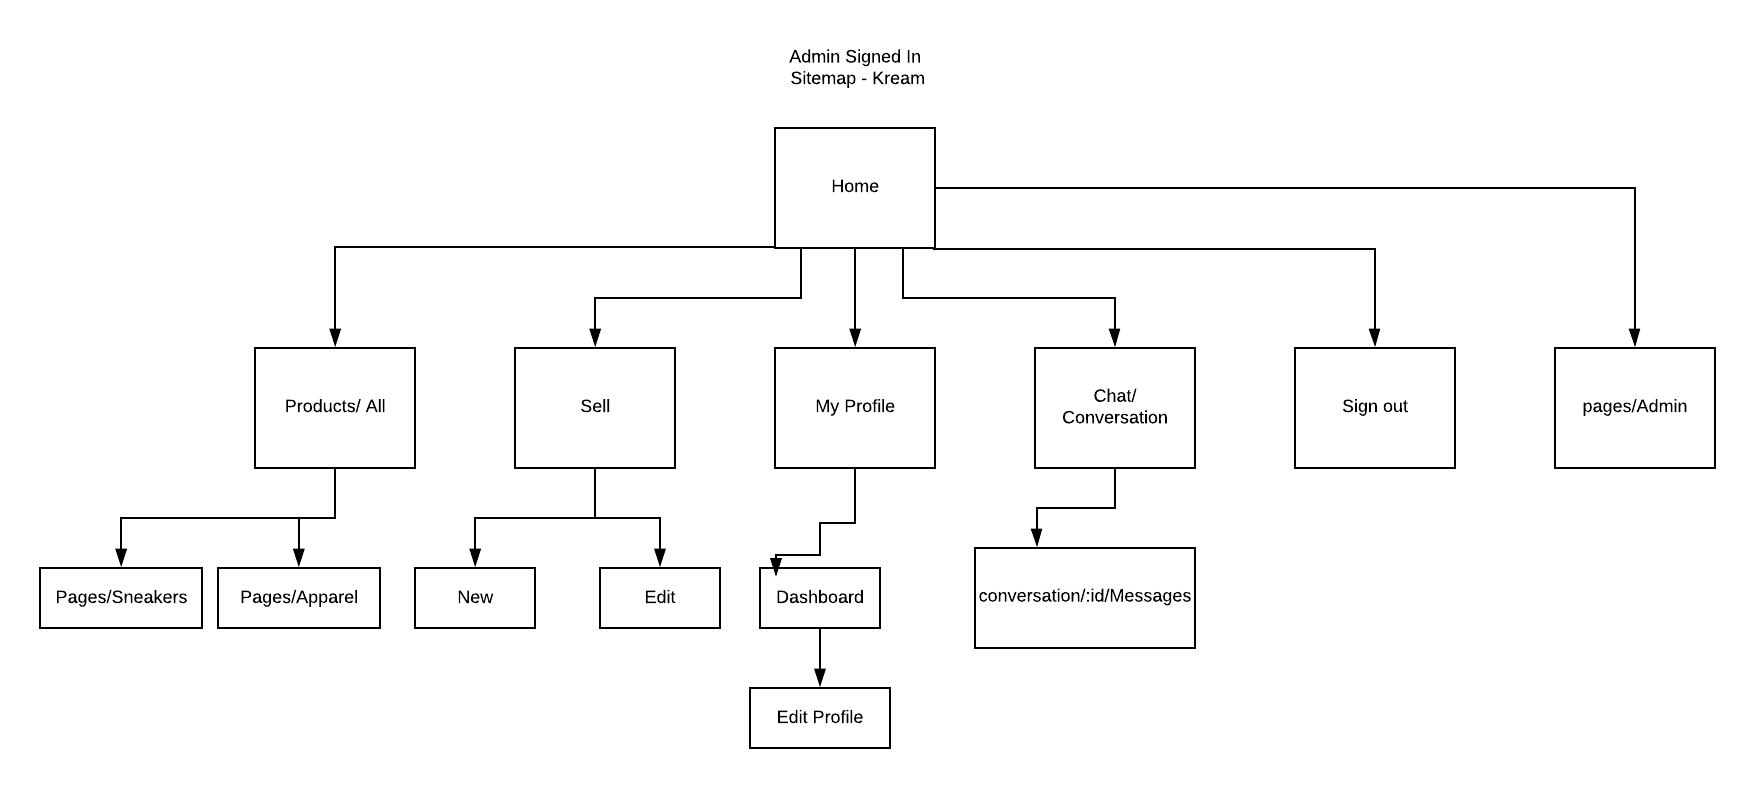 Admin Signed In
Sitemap - Kream
Home
Products/ All
Sell
My Profile
Chat/
Conversation
Sign out
pages/Admin
Pages/Sneakers
Pages/Apparel
New
Edit
Dashboard
conversation/:id/Messages
Edit Profile